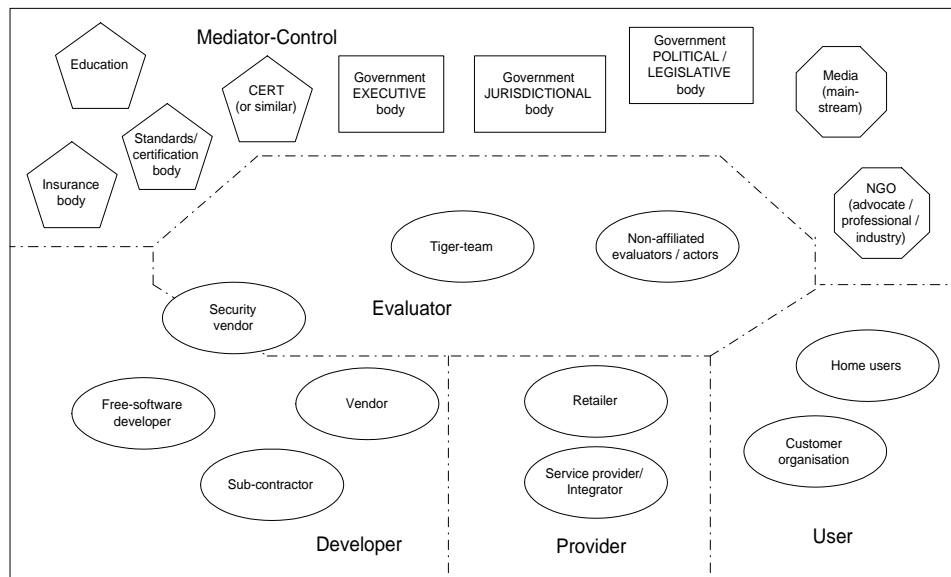 Mediator-Control
Education
CERT
(or similar)
Government
EXECUTIVE
body
Government
JURISDICTIONAL
body
Government
POLITICAL /
LEGISLATIVE
body
Media
(main-
stream)
Standards/
certification
body
Insurance
body
NGO
(advocate /
professional /
industry)
Tiger-team
Non-affiliated
evaluators / actors
Security
vendor
Evaluator
Home users
Free-software
developer
Vendor
Retailer
Customer
organisation
Sub-contractor
Service provider/
Integrator
Developer
Provider
User